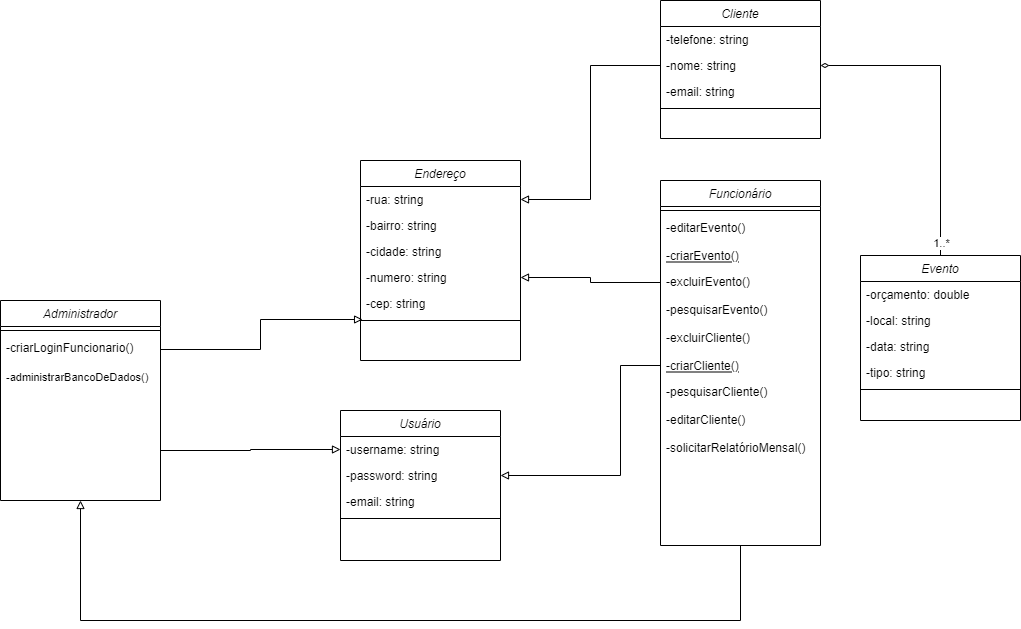 Cliente
-telefone: string
-nome: string
-email: string
Endereço
-rua: string
-bairro: string
-cidade: string
-numero: string
-cep: string
Funcionário
-editarEvento()
-criarEvento()
-excluirEvento()
-pesquisarEvento()
-excluirCliente()
-criarCliente()
-pesquisarCliente()
-editarCliente()
-solicitarRelatórioMensal()
1..*
Evento
-orçamento: double
-local: string
-data: string
-tipo: string
Administrador
-criarLoginFuncionario()
-administrarBancoDeDados()
Usuário
-username: string
-password: string
-email: string